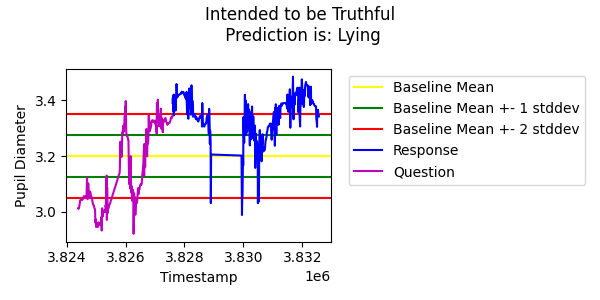 Intended to be Truthful
Prediction is: Lying
Pupil Diameter
3.4
3.2
3.0
3.824
3.826
3.828
3.830
3.832
1e6
Timestamp
Baseline Mean
Baseline Mean +- 1 stddev
Baseline Mean +- 2 stddev
Response
Question